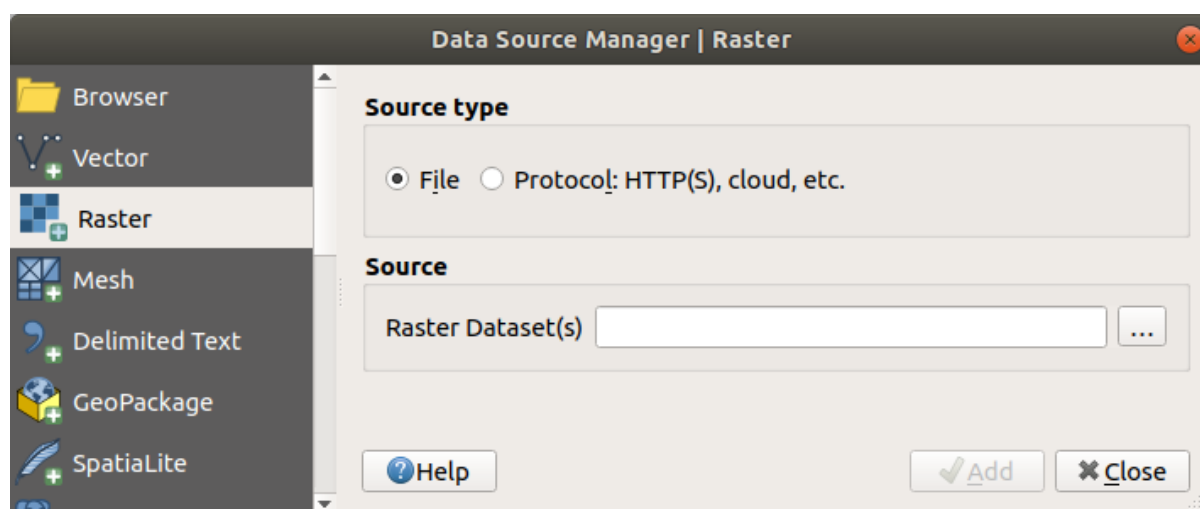 Data Source Manager | Raster
Browser
Vector
Raster
Mesh
Delimited Text
GeoPackage
SpatiaLite
Source type
File
Protocol: HTTP(S), cloud, etc.
Source
Raster Dataset(s)
...
Help
Add
Close